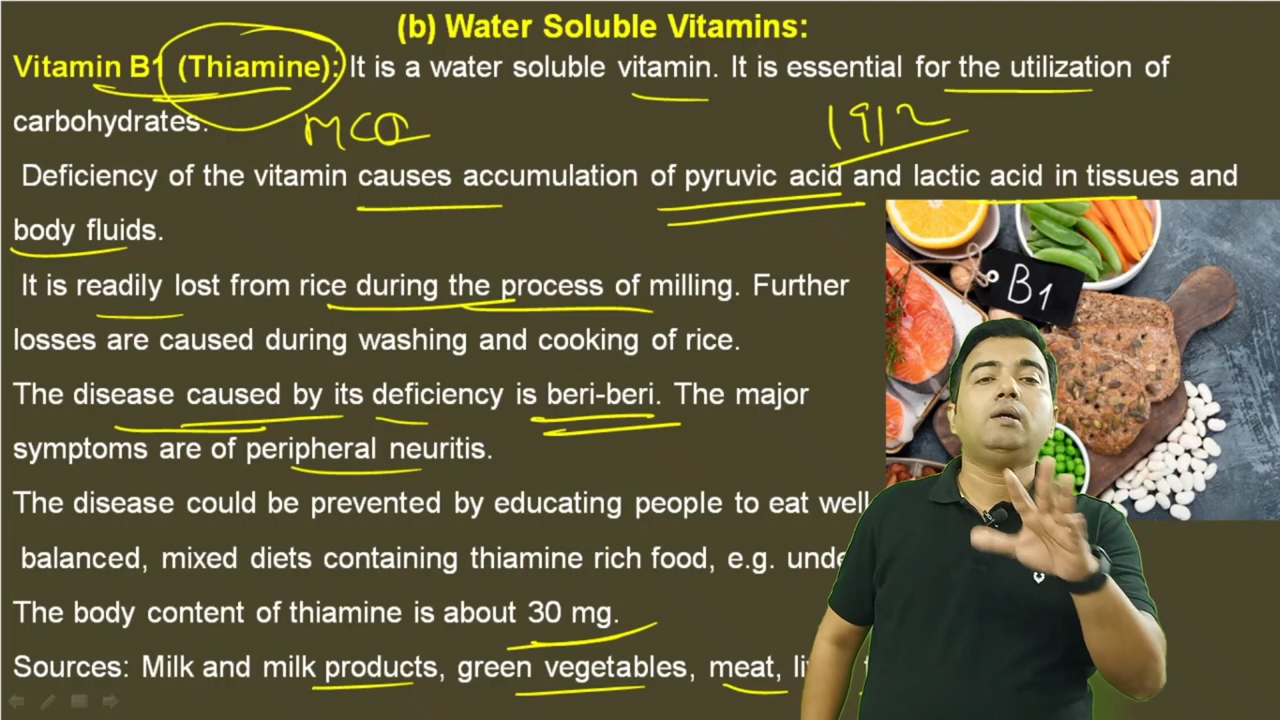 (b) Water Soluble Vitamins:
Vitamin B1 (Thiamine): It is a water soluble vitamin. It is essential for the utilization of
carbohydrates.
MCQ
1912
Deficiency of the vitamin causes accumulation of pyruvic acid and lactic acid in tissues and
body fluids.
B1
It is readily lost from rice during the process of milling. Further
losses are caused during washing and cooking of rice.
The disease caused by its deficiency is beri-beri. The major
symptoms are of peripheral neuritis.
The disease could be prevented by educating people to eat well
balanced, mixed diets containing thiamine rich food, e.g.
The body content of thiamine is about 30 mg.
Sources: Milk and milk products, green vegetables, meat,